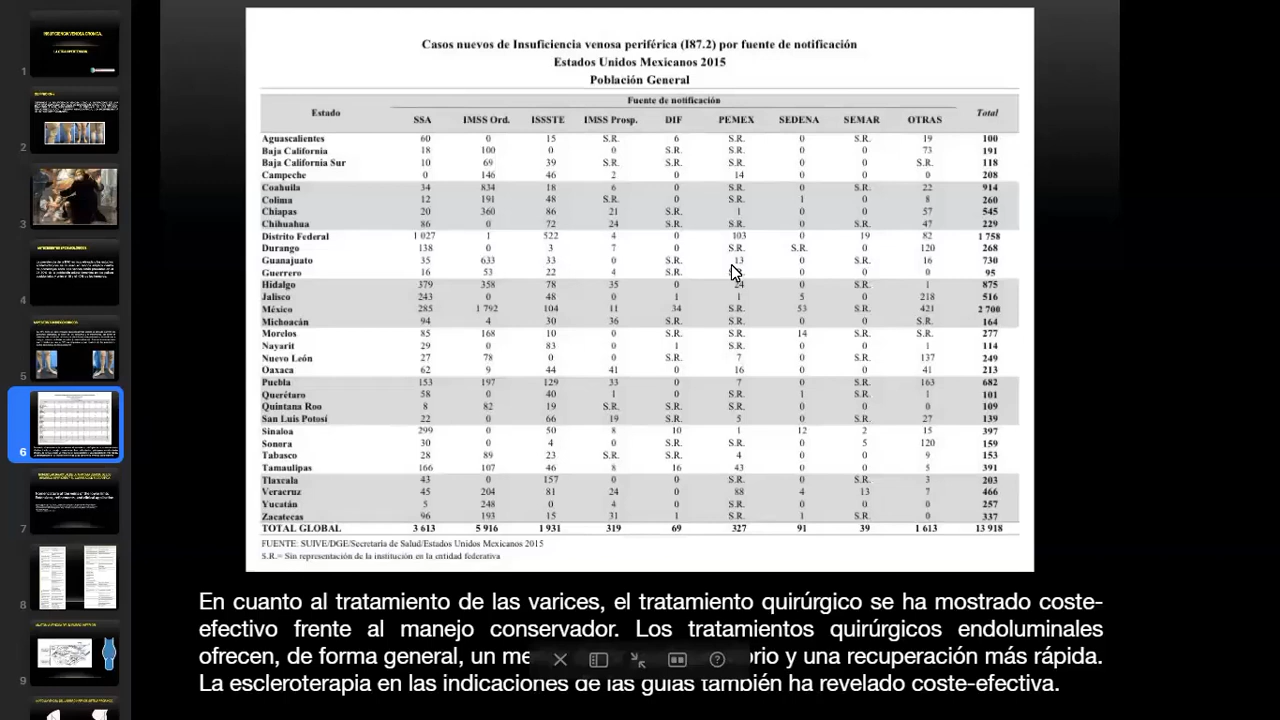 Casos nuevos de Insuficiencia venosa periférica (I87.2) por fuente de notificación
Estados Unidos Mexicanos 2015
Población General
Fuente de notificación
Estado SSA IMSS Ord. ISSSTE IMSS Prosp. DIF PEMEX SEDENA SEMAR OTRAS Total
Aguascalientes 60 0 15 S.R. 6 S.R. 0 S.R. 19 100
Baja California 18 100 0 0 S.R. S.R. 0 0 73 191
Baja California Sur 10 69 39 S.R. S.R. S.R. 0 0 S.R. 118
Campeche 0 146 46 2 0 14 0 0 0 208
Coahuila 34 834 18 6 0 S.R. 0 S.R. 22 914
Colima 12 191 48 S.R. 0 S.R. 1 0 8 260
Chiapas 20 360 86 21 S.R. 1 0 0 57 545
Chihuahua 86 0 72 24 S.R. S.R. 0 S.R. 47 229
Distrito Federal 1 027 1 522 4 0 103 0 19 82 1 758
Durango 138 0 3 7 0 S.R. S.R. 0 120 268
Guanajuato 35 633 33 0 S.R. 13 0 S.R. 16 730
Guerrero 16 53 22 4 S.R. 0 0 0 95
Hidalgo 379 358 78 35 0 24 0 S.R. 1 875
Jalisco 243 0 48 0 1 1 5 0 218 516
México 285 1 792 104 11 34 S.R. 53 S.R. 421 2 700
Michoacán 94 4 30 36 S.R. S.R. 0 0 S.R. 164
Morelos 85 168 10 0 S.R. S.R. 14 S.R. 0 277
Nayarit 29 0 83 0 1 S.R. 0 0 1 114
Nuevo León 27 78 0 0 S.R. 7 0 S.R. 137 249
Oaxaca 62 9 44 41 S.R. 16 0 0 41 213
Puebla 153 197 129 33 0 7 0 S.R. 163 682
Querétaro 58 0 40 1 0 S.R. 1 S.R. 1 101
Quintana Roo 8 82 19 S.R. S.R. S.R. 0 0 0 109
San Luis Potosí 22 0 66 19 S.R. 5 0 S.R. 27 139
Sinaloa 299 0 50 8 10 1 12 2 15 397
Sonora 30 0 4 0 S.R. S.R. 0 5 120 159
Tabasco 28 89 23 S.R. S.R. 4 0 0 9 153
Tamaulipas 166 107 46 8 16 43 0 0 5 391
Tlaxcala 43 0 157 0 0 S.R. 0 S.R. 3 203
Veracruz 45 204 81 24 0 88 4 13 7 466
Yucatán 5 248 0 4 0 S.R. 0 0 0 257
Zacatecas 96 193 15 31 1 S.R. 1 S.R. 0 337
TOTAL GLOBAL 3 613 5 916 1 931 319 69 327 91 39 1 613 13 918
FUENTE: SUIVE/DGE/Secretaría de Salud/Estados Unidos Mexicanos 2015
S.R.= Sin representación de la institución en la entidad federativa
En cuanto al tratamiento de las varices, el tratamiento quirúrgico se ha mostrado coste-
efectivo frente al manejo conservador. Los tratamientos quirúrgicos endoluminales
ofrecen, de forma general, un y una recuperación más rápida.
La escleroterapia en las indicaciones de las guías también ha revelado coste-efectiva.
1
2
3
4
5
6
7
8
9